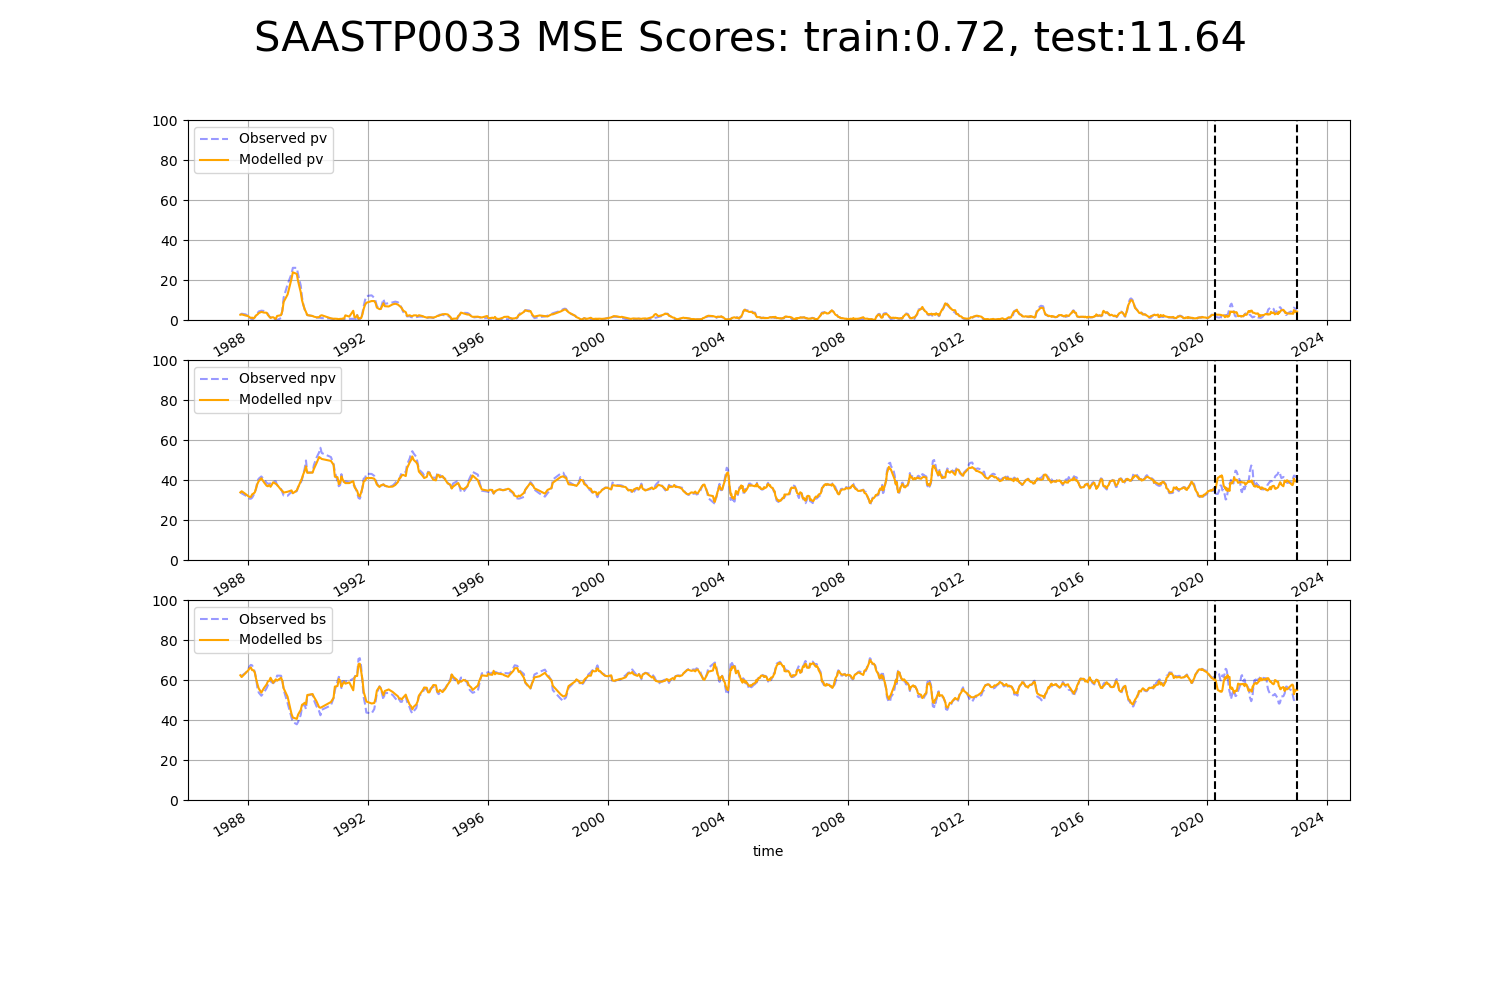 SAASTP0033 MSE Scores: train:0.72, test:11.64
100
80
60
40
20
0
Observed pv
Modelled pv
1988 1992 1996 2000 2004 2008 2012 2016 2020 2024
100
80
60
40
20
0
Observed npv
Modelled npv
1988 1992 1996 2000 2004 2008 2012 2016 2020 2024
100
80
60
40
20
0
Observed bs
Modelled bs
1988 1992 1996 2000 2004 2008 2012 2016 2020 2024
time